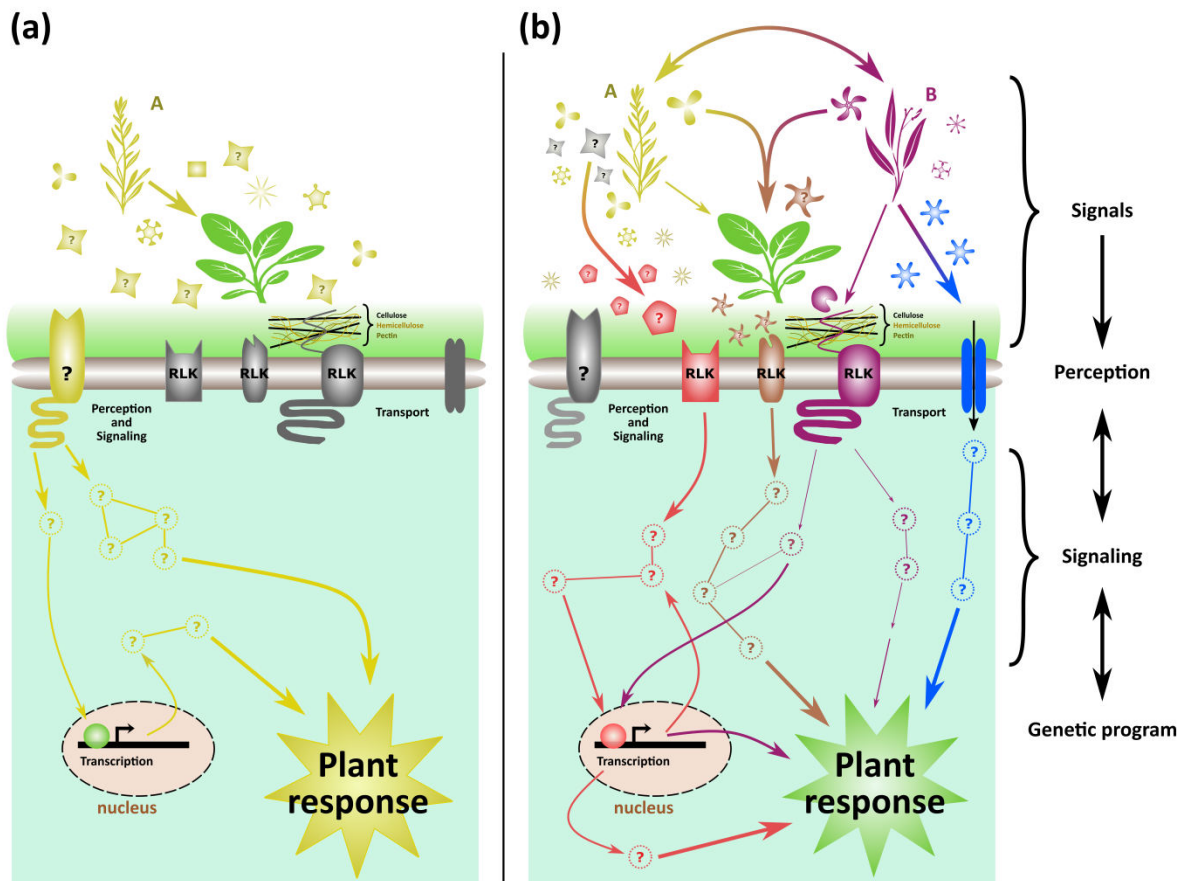 (a)
A
?
?
?
?
?
Cellulose
Hemicellulose
Pectin
?
RLK
RLK
RLK
Perception
and
Signaling
Transport
?
?
?
?
?
?
?
Transcription
nucleus
Plant
response
(b)
A
B
?
?
?
?
?
?
?
?
Cellulose
Hemicellulose
Pectin
?
RLK
RLK
RLK
Perception
and
Signaling
Transport
?
?
?
?
?
?
?
?
?
?
?
?
?
?
Transcription
nucleus
?
Plant
response
Signals
Perception
Signaling
Genetic program